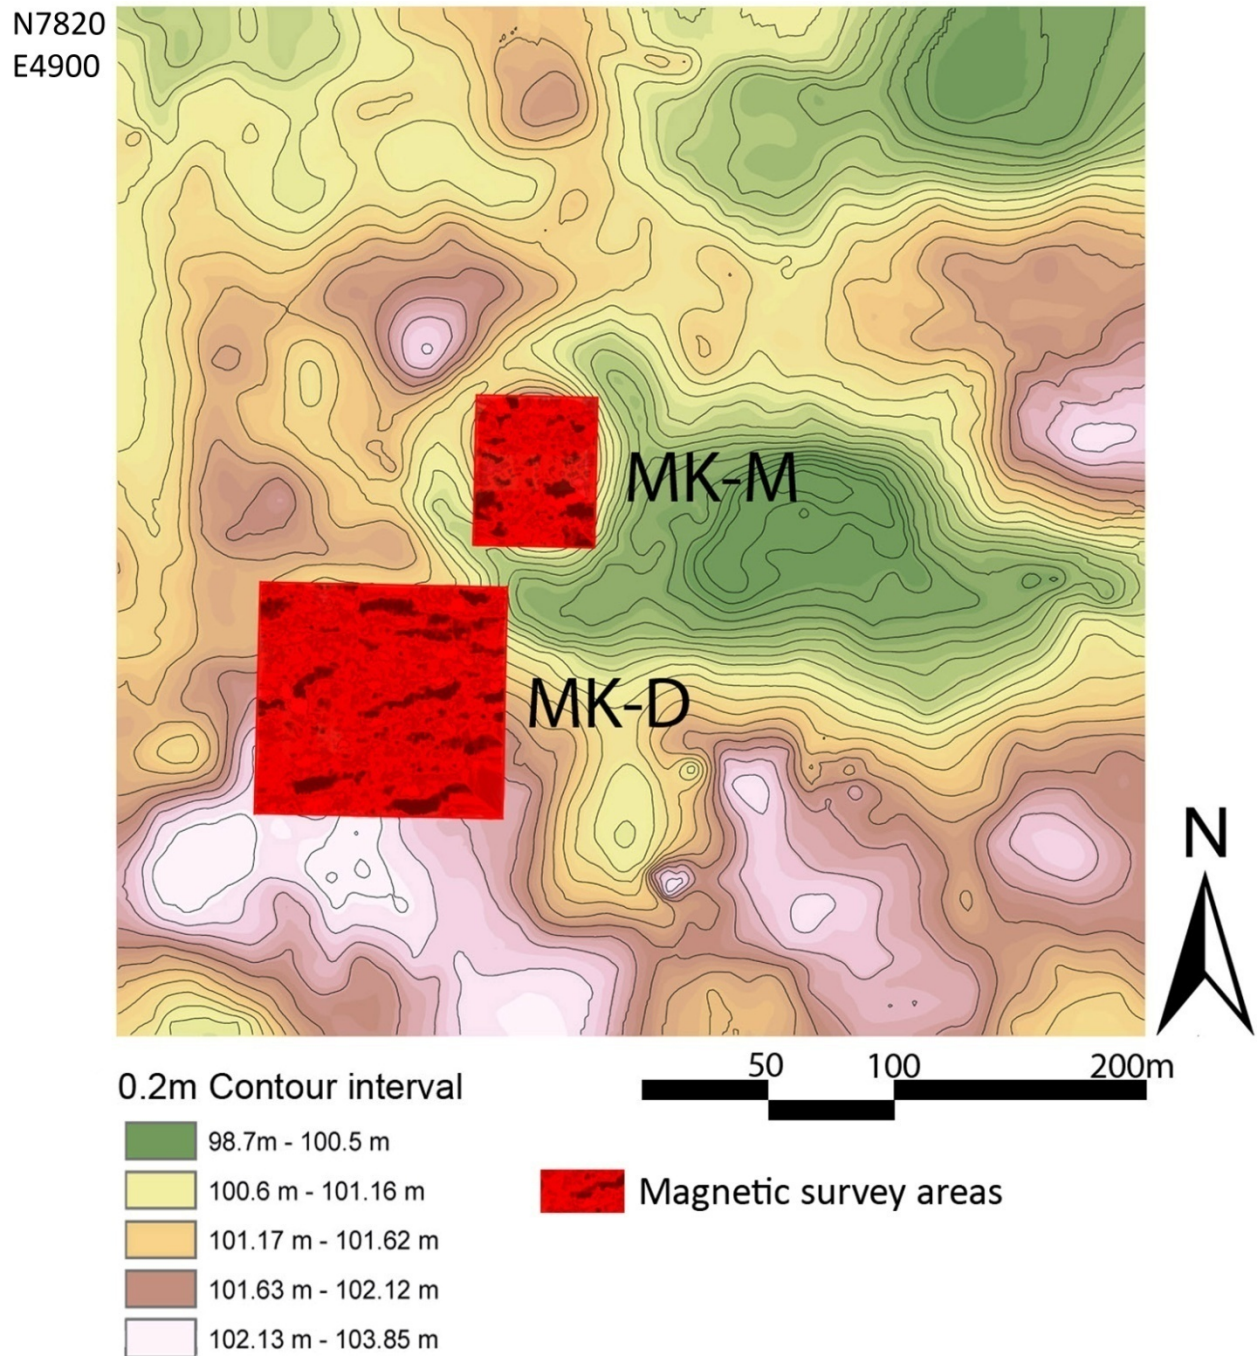 N7820
E4900
MK-M
MK-D
N
50 100 200m
0.2m Contour interval
98.7m - 100.5 m
100.6 m - 101.16 m
101.17 m - 101.62 m
101.63 m - 102.12 m
102.13 m - 103.85 m
Magnetic survey areas